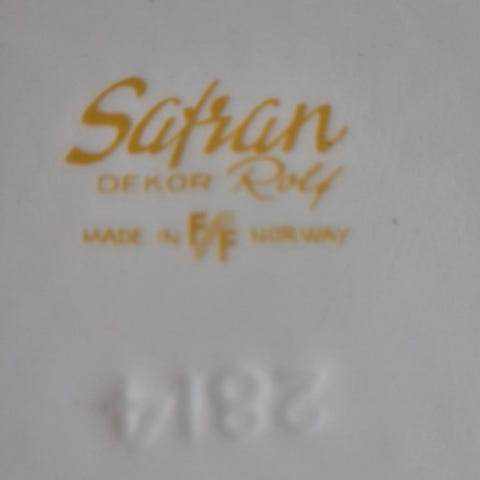 Safran
DEKOR Rolf
MADE IN F/F NORWAY
2814